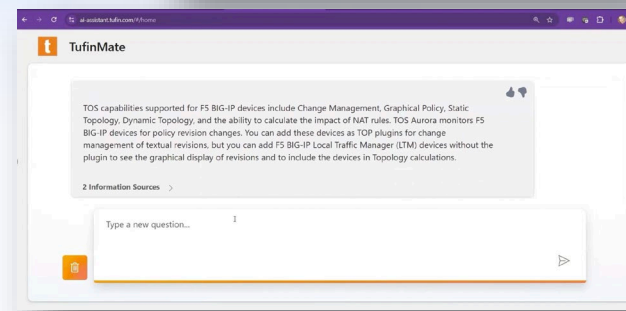 ai-assistant.tufin.com/#/home
t TufinMate
TOS capabilities supported for F5 BIG-IP devices include Change Management, Graphical Policy, Static
Topology, Dynamic Topology, and the ability to calculate the impact of NAT rules. TOS Aurora monitors F5
BIG-IP devices for policy revision changes. You can add these devices as TOP plugins for change
management of textual revisions, but you can add F5 BIG-IP Local Traffic Manager (LTM) devices without the
plugin to see the graphical display of revisions and to include the devices in Topology calculations.
2 Information Sources >
Type a new question...